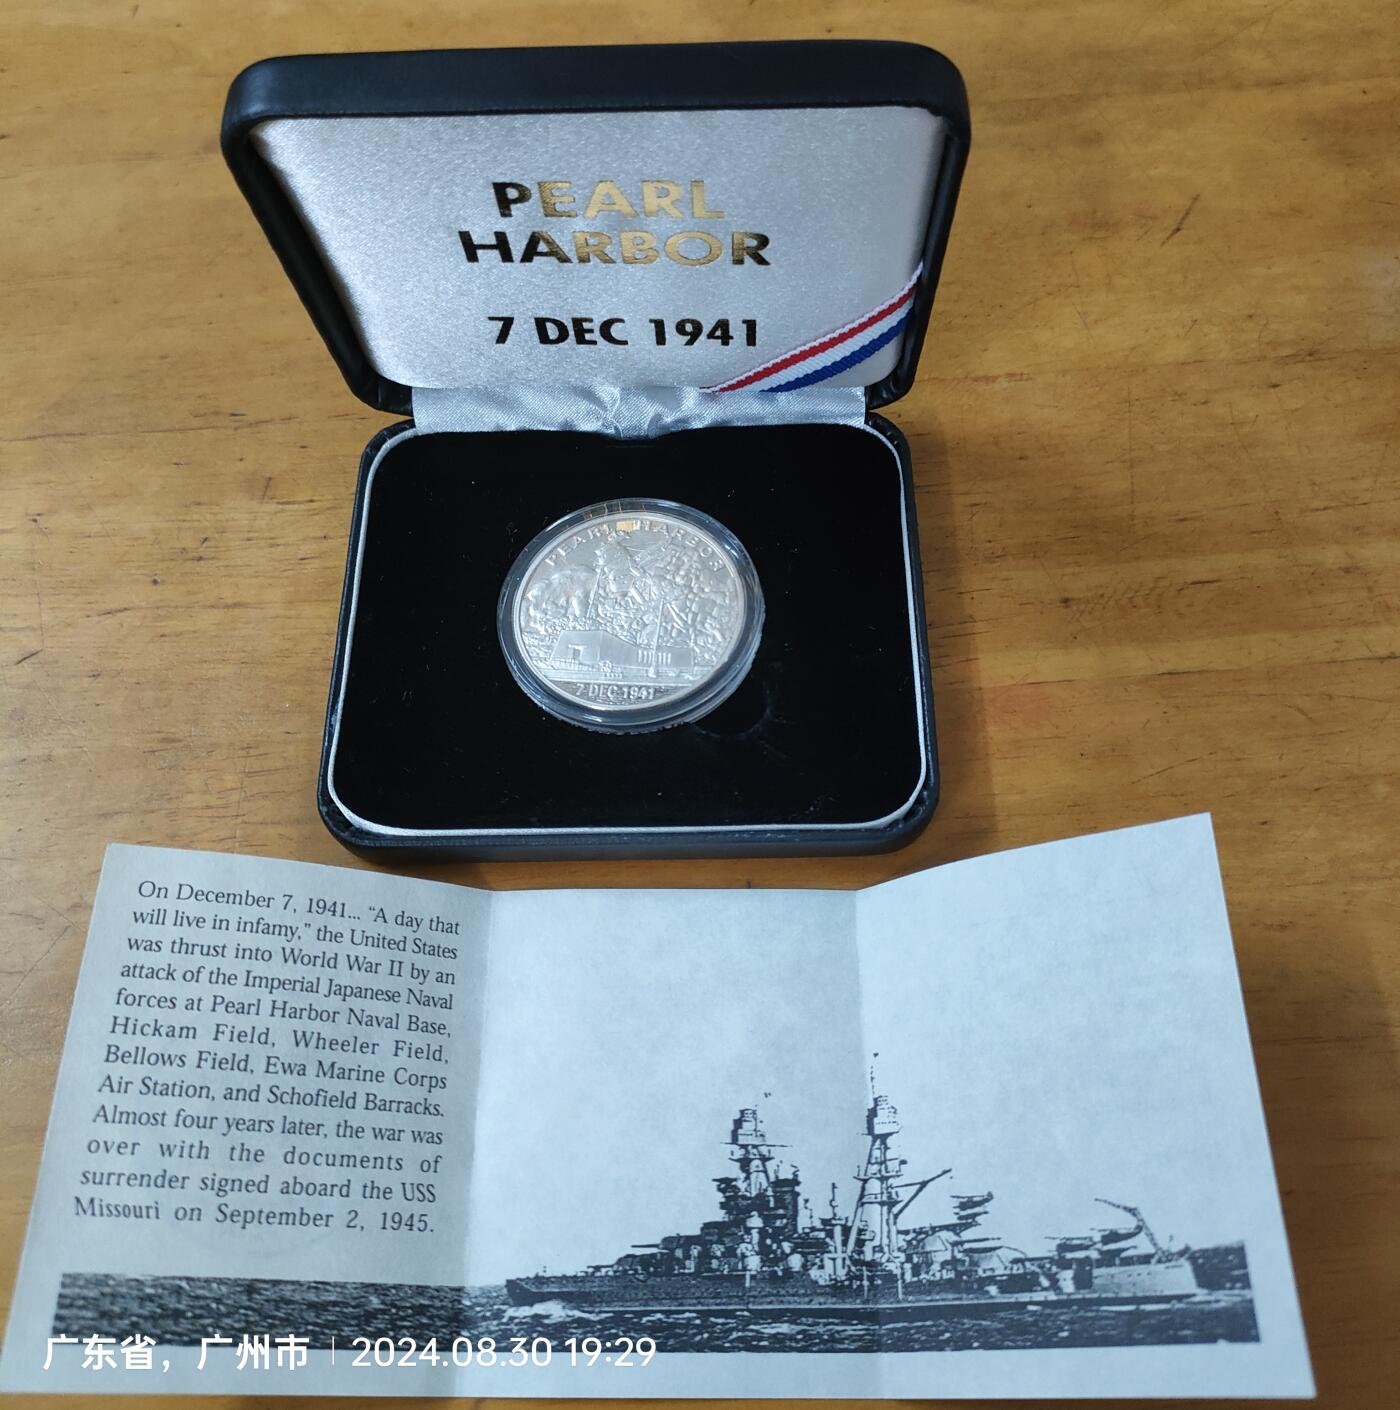 PEARL
HARBOR
7 DEC 1941
PEARL HARBOR
7 DEC 1941
On December 7, 1941... “A day that
will live in infamy,” the United States
was thrust into World War II by an
attack of the Imperial Japanese Naval
forces at Pearl Harbor Naval Base,
Hickam Field, Wheeler Field,
Bellows Field, Ewa Marine Corps
Air Station, and Schofield Barracks.
Almost four years later, the war was
over with the documents of
surrender signed aboard the USS
Missouri on September 2, 1945.
广东省，广州市 | 2024.08.30 19:29